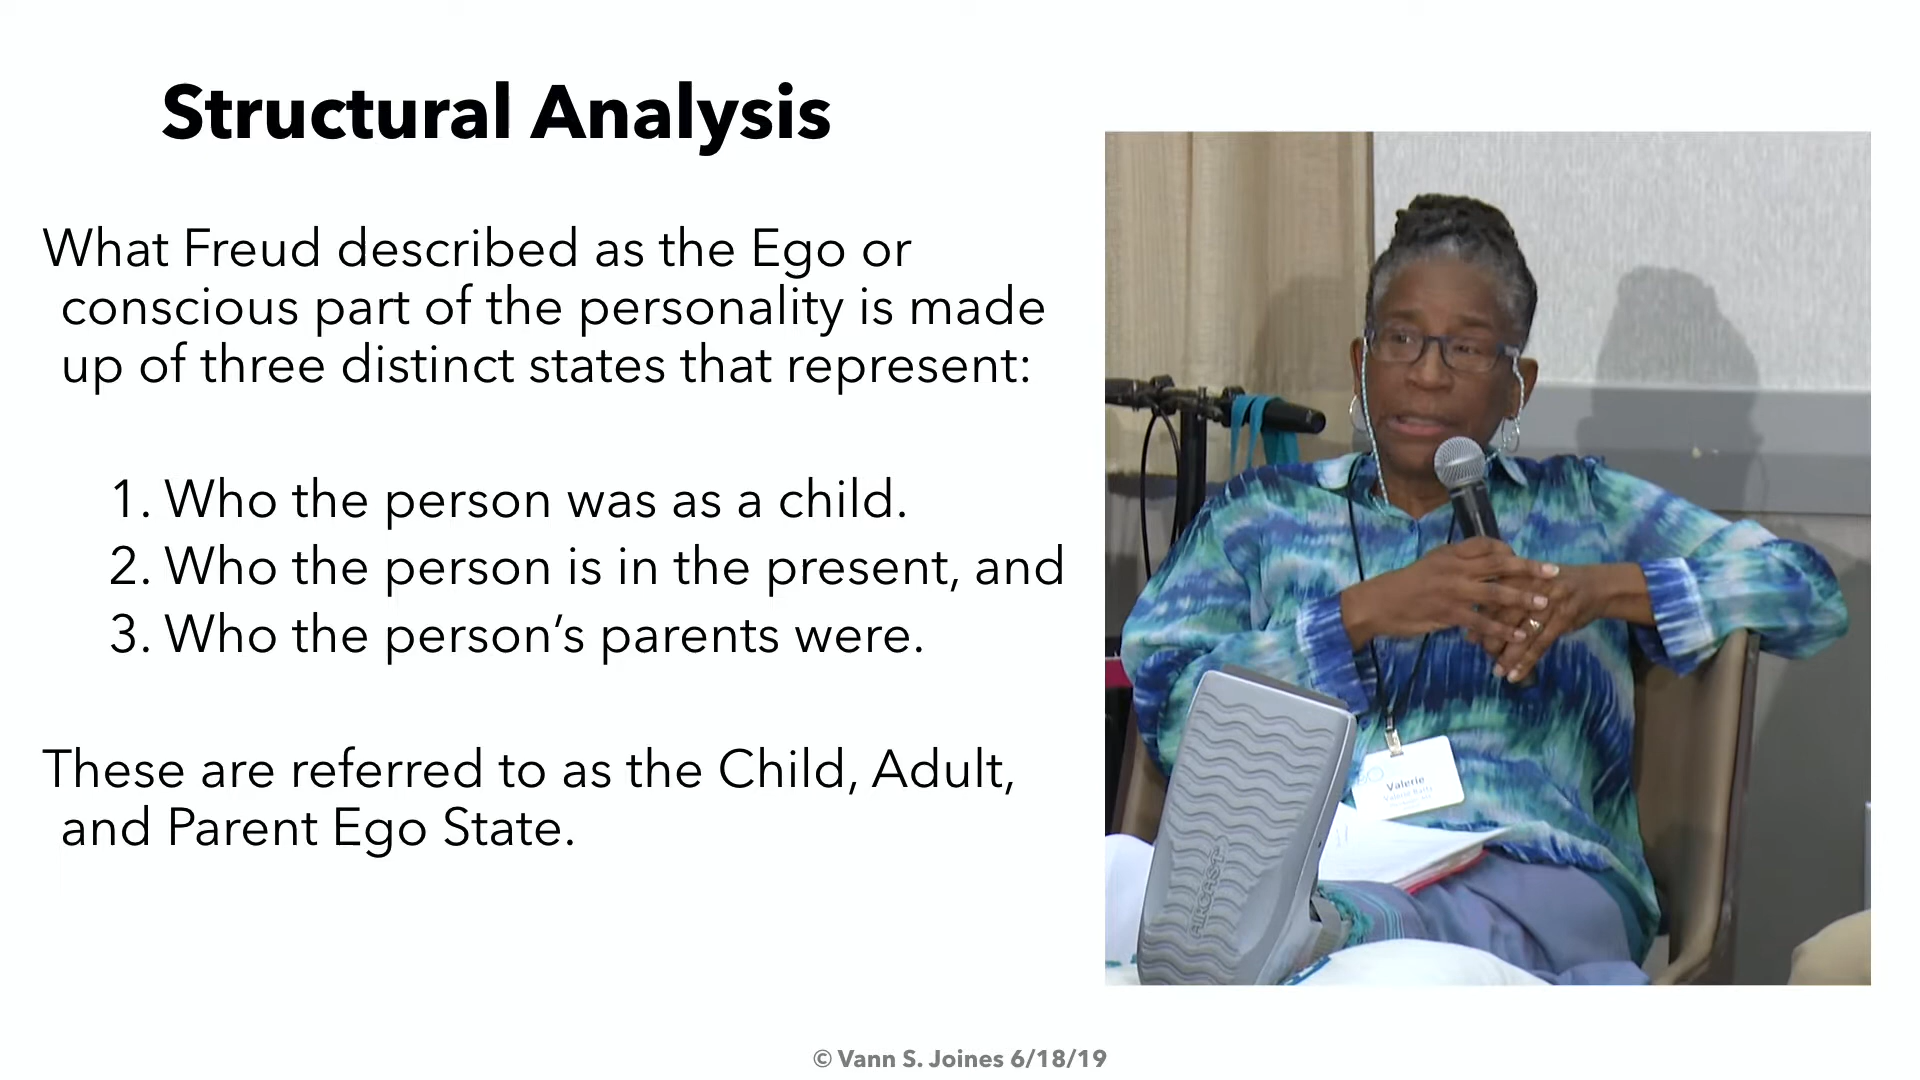 Structural Analysis
What Freud described as the Ego or
conscious part of the personality is made
up of three distinct states that represent:
1. Who the person was as a child.
2. Who the person is in the present, and
3. Who the person’s parents were.
These are referred to as the Child, Adult,
and Parent Ego State.
Valerie
AIRCAST
© Vann S. Joines 6/18/19